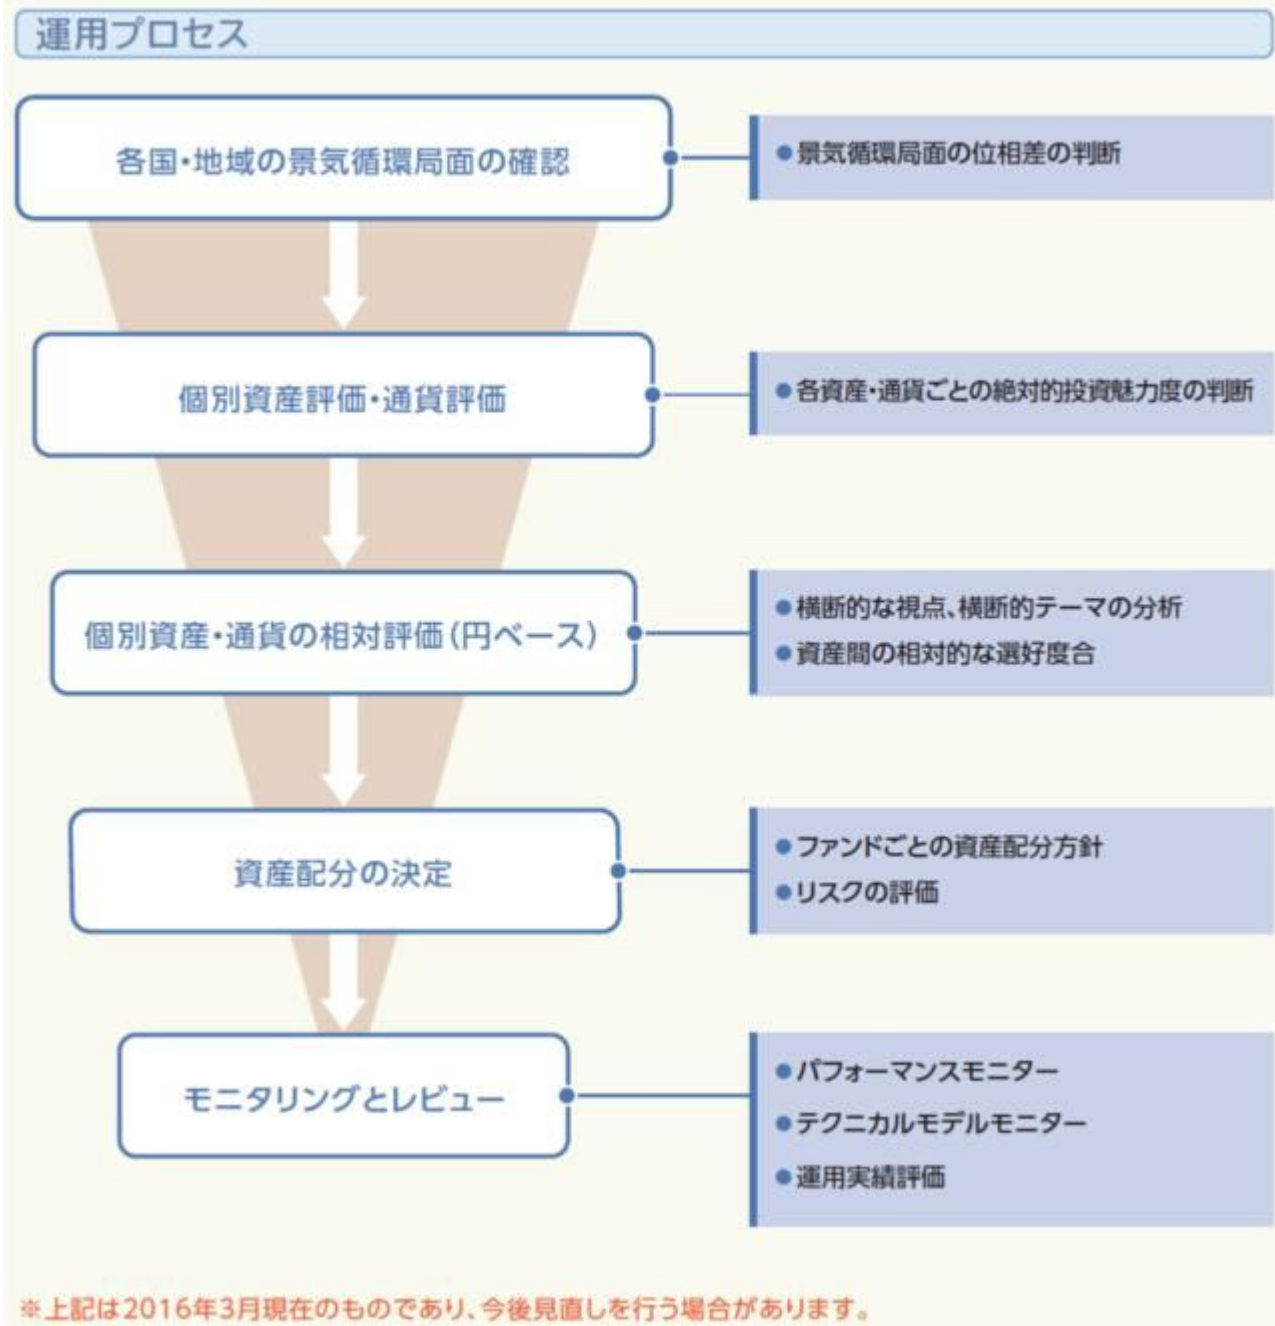 運用プロセス
各国・地域の景気循環局面の確認
●景気循環局面の位相差の判断
個別資産評価・通貨評価
●各資産・通貨ごとの絶対的投資魅力度の判断
個別資産・通貨の相対評価(円ベース)
●横断的な視点、横断的テーマの分析
●資産間の相対的な選好度合
資産配分の決定
●ファンドごとの資産配分方針
●リスクの評価
モニタリングとレビュー
●パフォーマンスモニター
●テクニカルモデルモニター
●運用実績評価
※上記は2016年3月現在のものであり、今後見直しを行う場合があります。